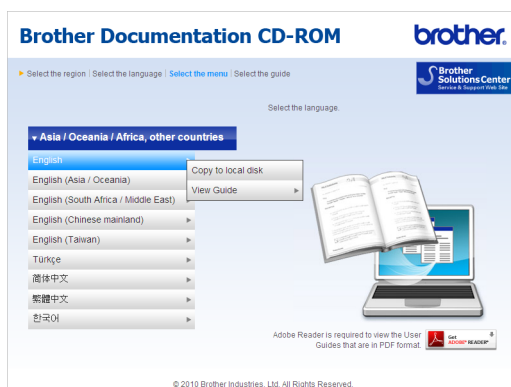 Brother Documentation CD-ROM
brother.
Select the region | Select the language | Select the menu | Select the guide
Brother
Solutions Center
Service & Support Web Site
Select the language.
Asia / Oceania / Africa, other countries
English
Copy to local disk
View Guide
English (Asia / Oceania)
English (South Africa / Middle East)
English (Chinese mainland)
English (Taiwan)
Türkçe
简体中文
繁體中文
한국어
Adobe Reader is required to view the User
Guides that are in PDF format.
Get
ADOBE® READER®
© 2010 Brother Industries, Ltd. All Rights Reserved.